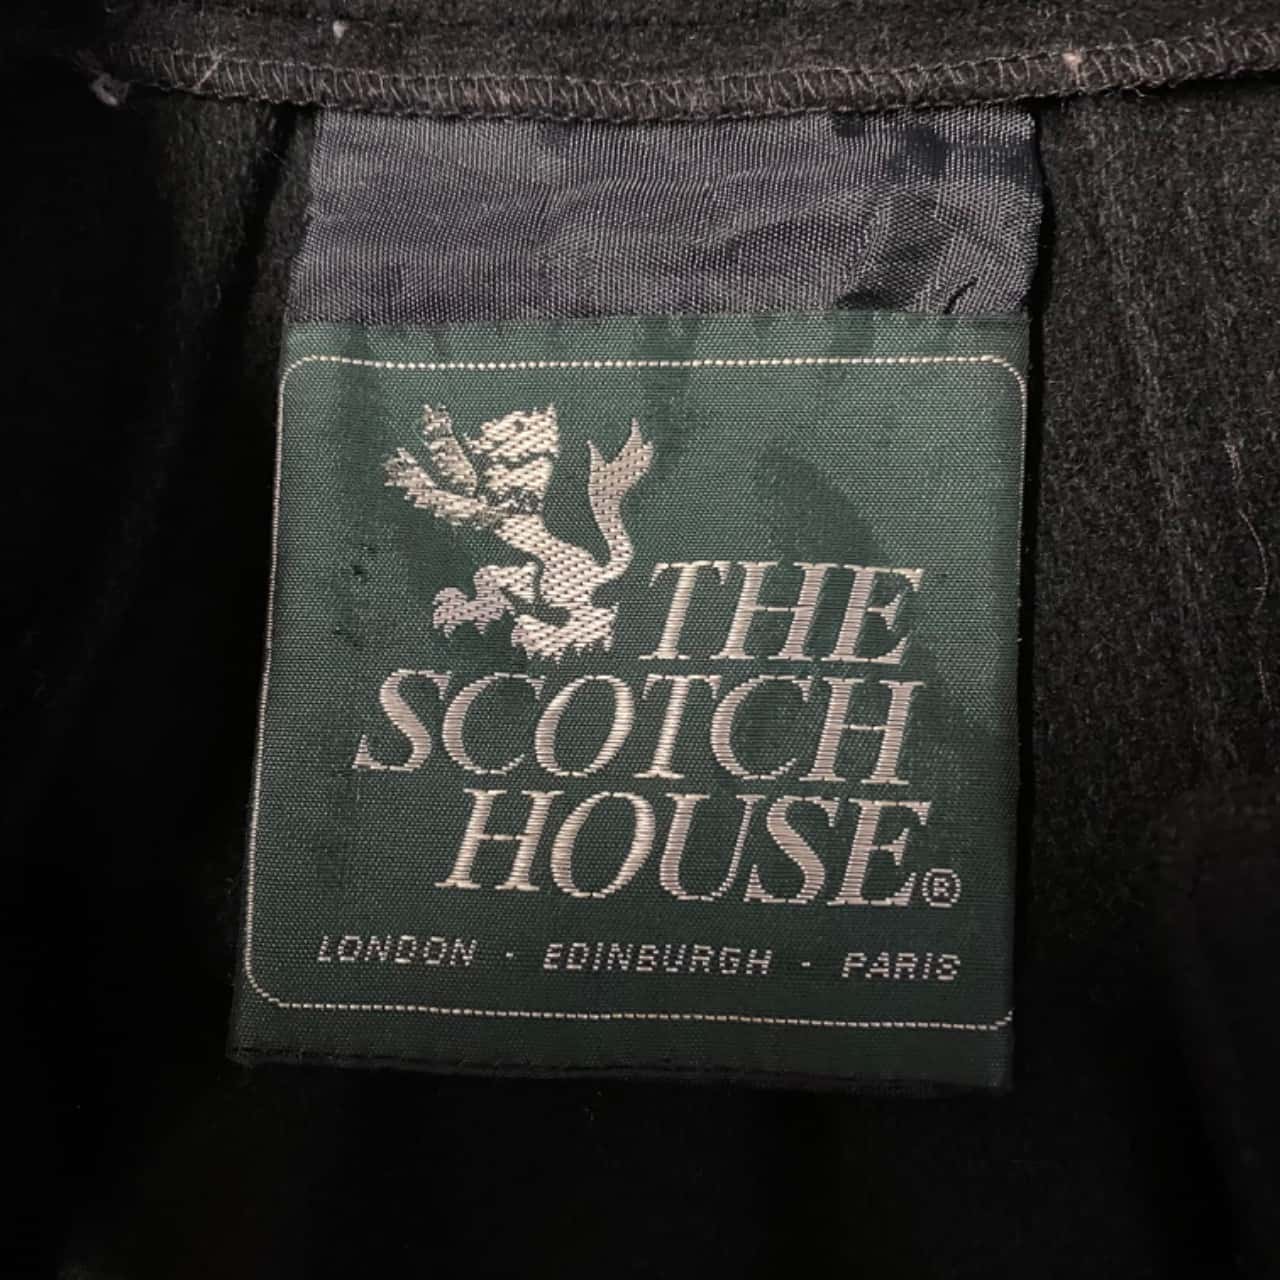 THE
SCOTCH
HOUSE®
LONDON · EDINBURGH · PARIS